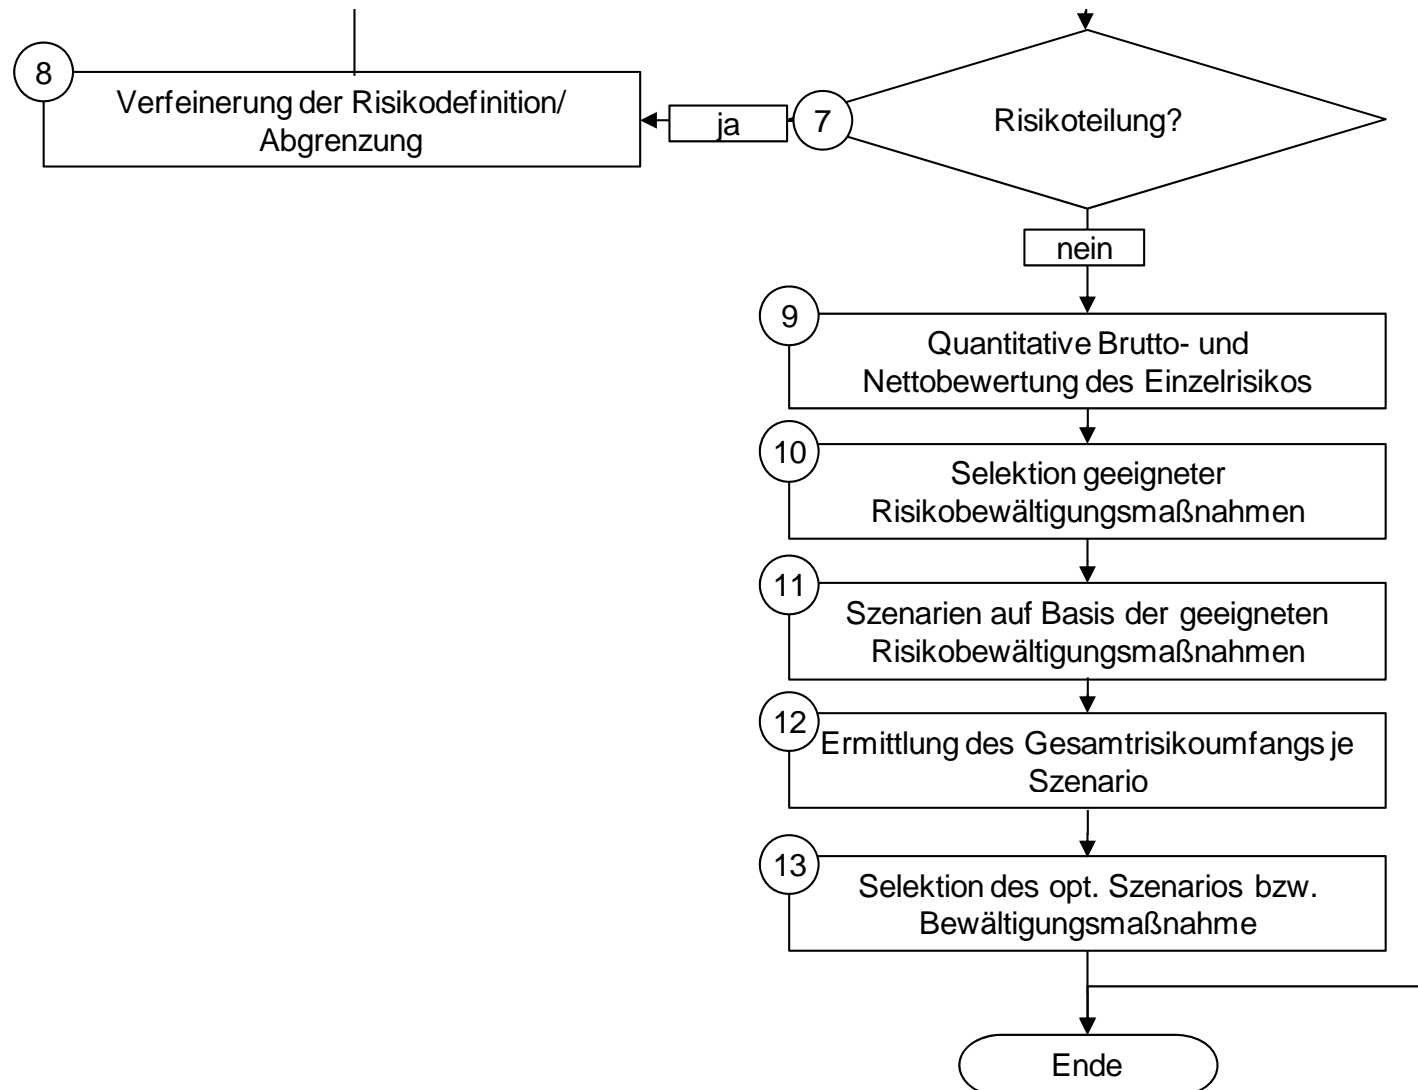 8
Verfeinerung der Risikodefinition/
Abgrenzung
ja
7
Risikoteilung?
nein
9
Quantitative Brutto- und
Nettobewertung des Einzelrisikos
10
Selektion geeigneter
Risikobewältigungsmaßnahmen
11
Szenarien auf Basis der geeigneten
Risikobewältigungsmaßnahmen
12
Ermittlung des Gesamtrisikoumfangs je
Szenario
13
Selektion des opt. Szenarios bzw.
Bewältigungsmaßnahme
Ende